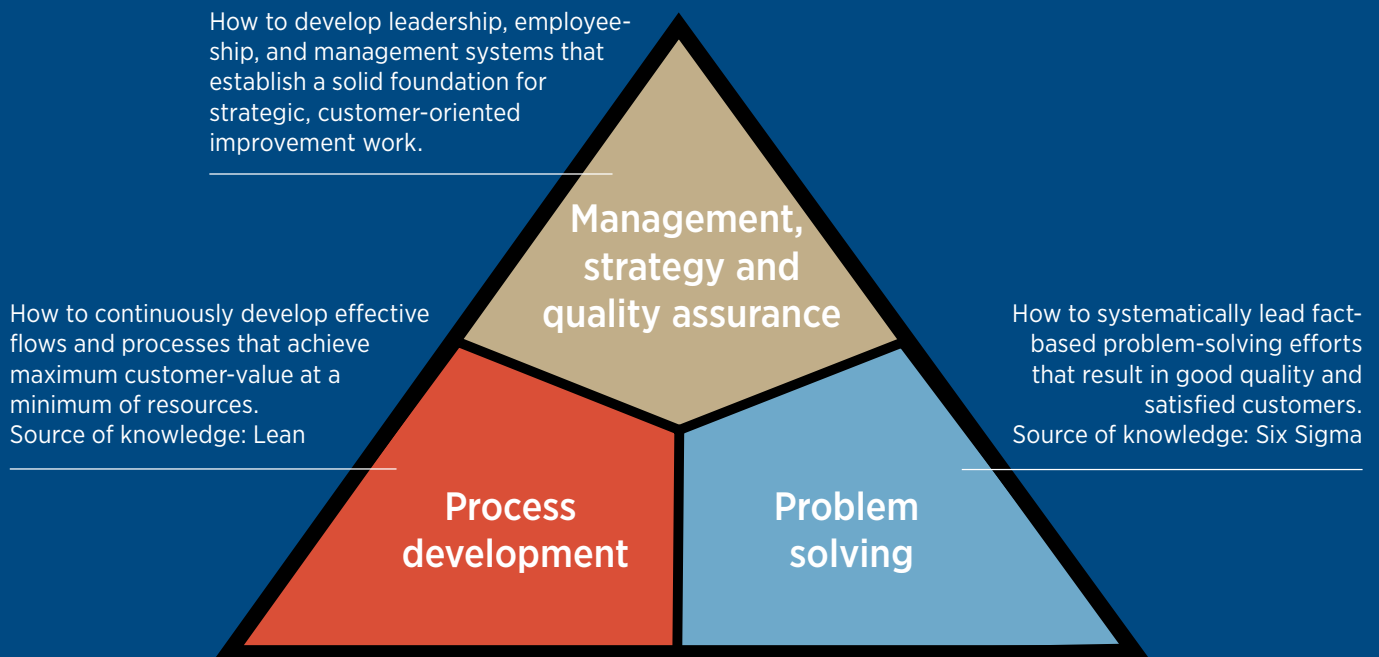 How to develop leadership, employee-
ship, and management systems that
establish a solid foundation for
strategic, customer-oriented
improvement work.
Management,
strategy and
quality assurance
How to continuously develop effective
flows and processes that achieve
maximum customer-value at a
minimum of resources.
Source of knowledge: Lean
How to systematically lead fact-
based problem-solving efforts
that result in good quality and
satisfied customers.
Source of knowledge: Six Sigma
Process
development
Problem
solving